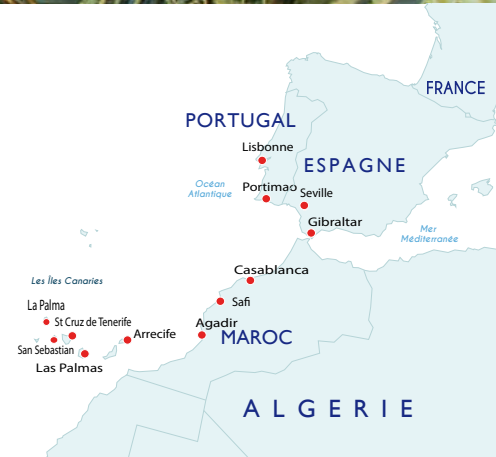 FRANCE
PORTUGAL
Lisbonne
ESPAGNE
Océan
Atlantique
Portimao
Seville
Gibraltar
Mer
Méditerranée
Casablanca
Les Îles Canaries
Safi
La Palma
St Cruz de Tenerife
Agadir
Arrecife
MAROC
San Sebastian
Las Palmas
ALGERIE